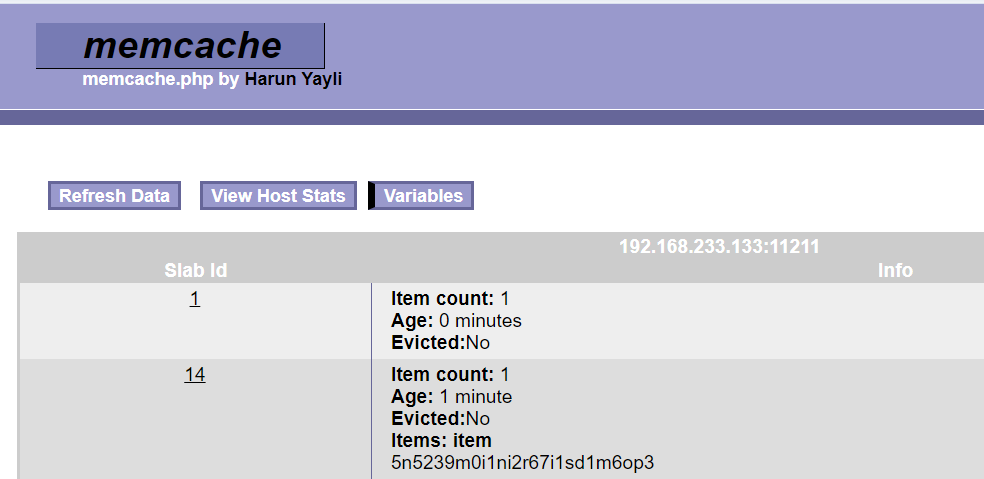 memcache
memcache.php by Harun Yayli
Refresh Data View Host Stats Variables
192.168.233.133:11211
Slab Id Info
1 Item count: 1
Age: 0 minutes
Evicted:No
14 Item count: 1
Age: 1 minute
Evicted:No
Items: item
5n5239m0i1ni2r67i1sd1m6op3